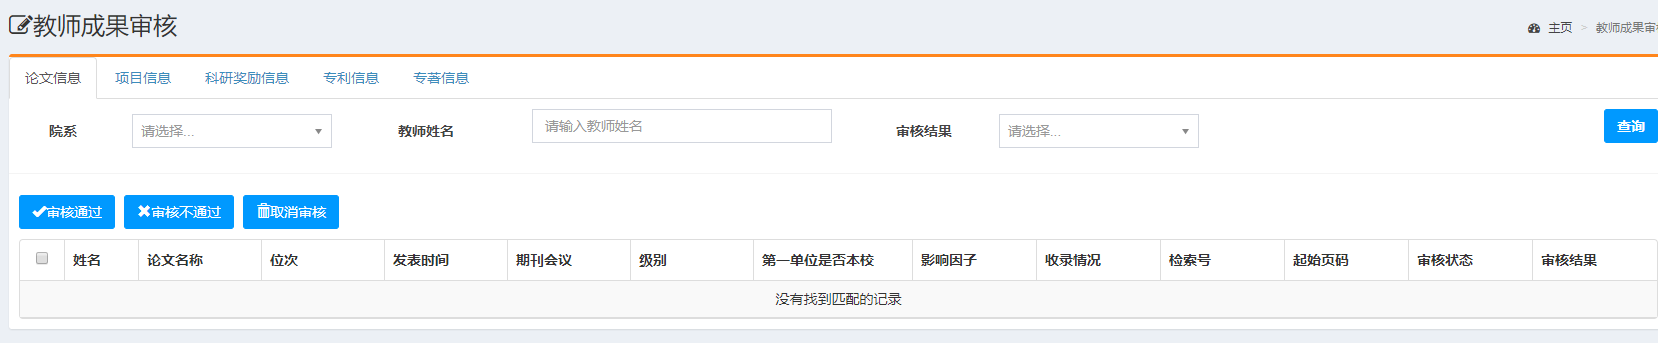 教师成果审核
主页 > 教师成果审
论文信息 项目信息 科研奖励信息 专利信息 专著信息
院系 请选择... 教师姓名 请输入教师姓名 审核结果 请选择... 查询
审核通过 审核不通过 取消审核
姓名 论文名称 位次 发表时间 期刊会议 级别 第一单位是否本校 影响因子 收录情况 检索号 起始页码 审核状态 审核结果
没有找到匹配的记录